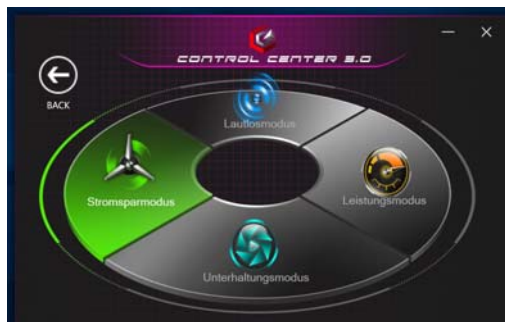 CONTROL CENTER 3.0
BACK
Lautlosmodus
Stromsparmodus
Leistungsmodus
Unterhaltungsmodus